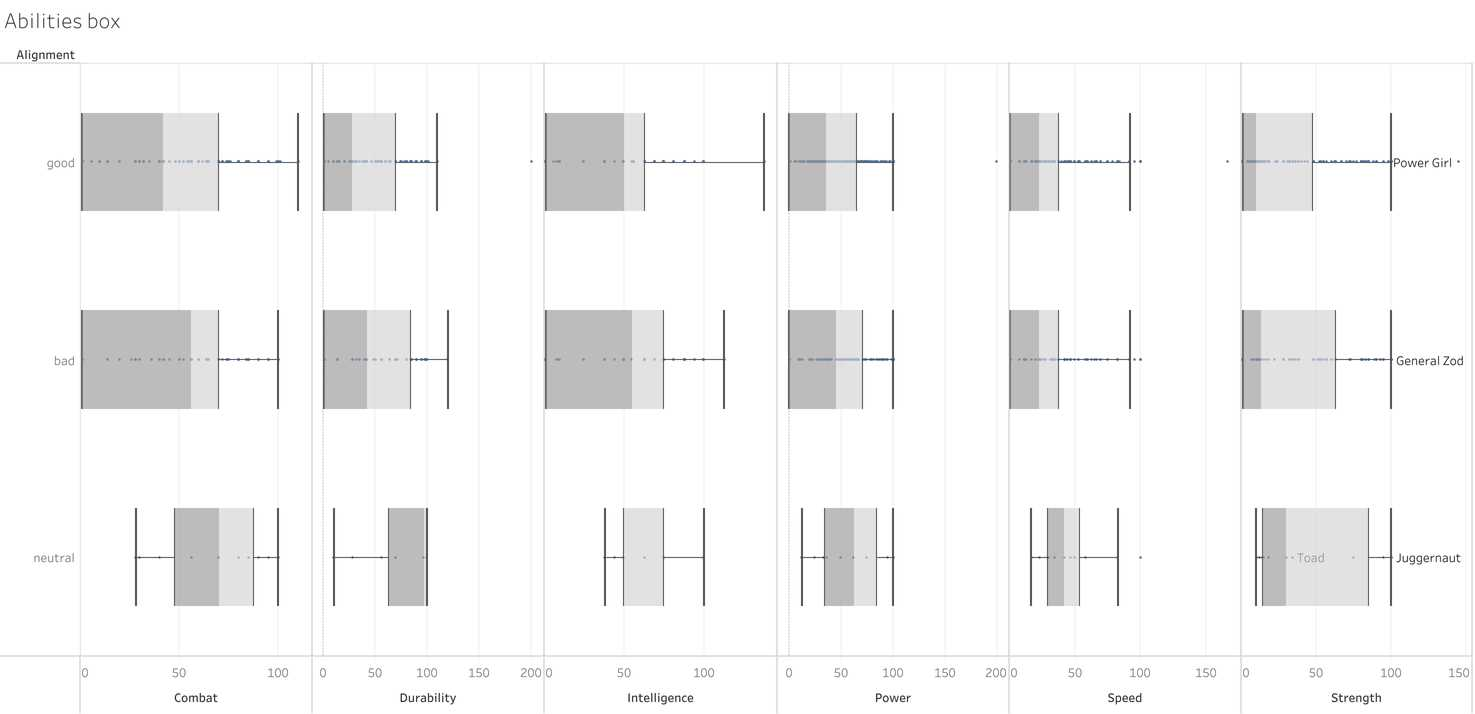 Abilities box
Alignment
good
Power Girl
bad
General Zod
neutral
Toad
Juggernaut
0 50 100 0 50 100 150 200 0 50 100 0 50 100 150 200 0 50 100 150 0 50 100 150
Combat Durability Intelligence Power Speed Strength